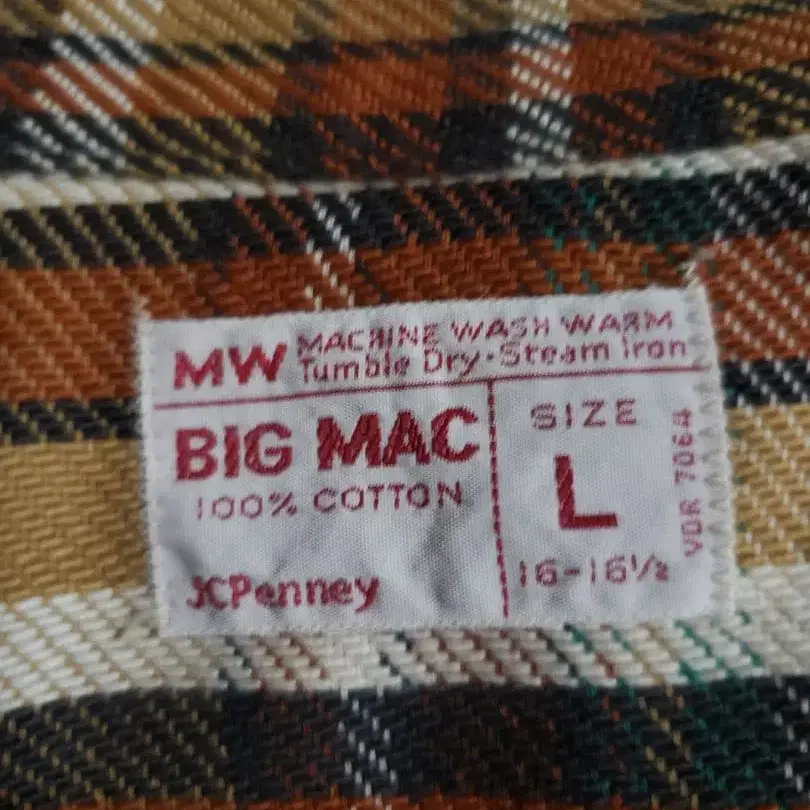 MW MACHINE WASH WARM
Tumble Dry·Steam Iron
BIG MAC
100% COTTON
JCPenney
SIZE
L
16-16½
VDR 7064